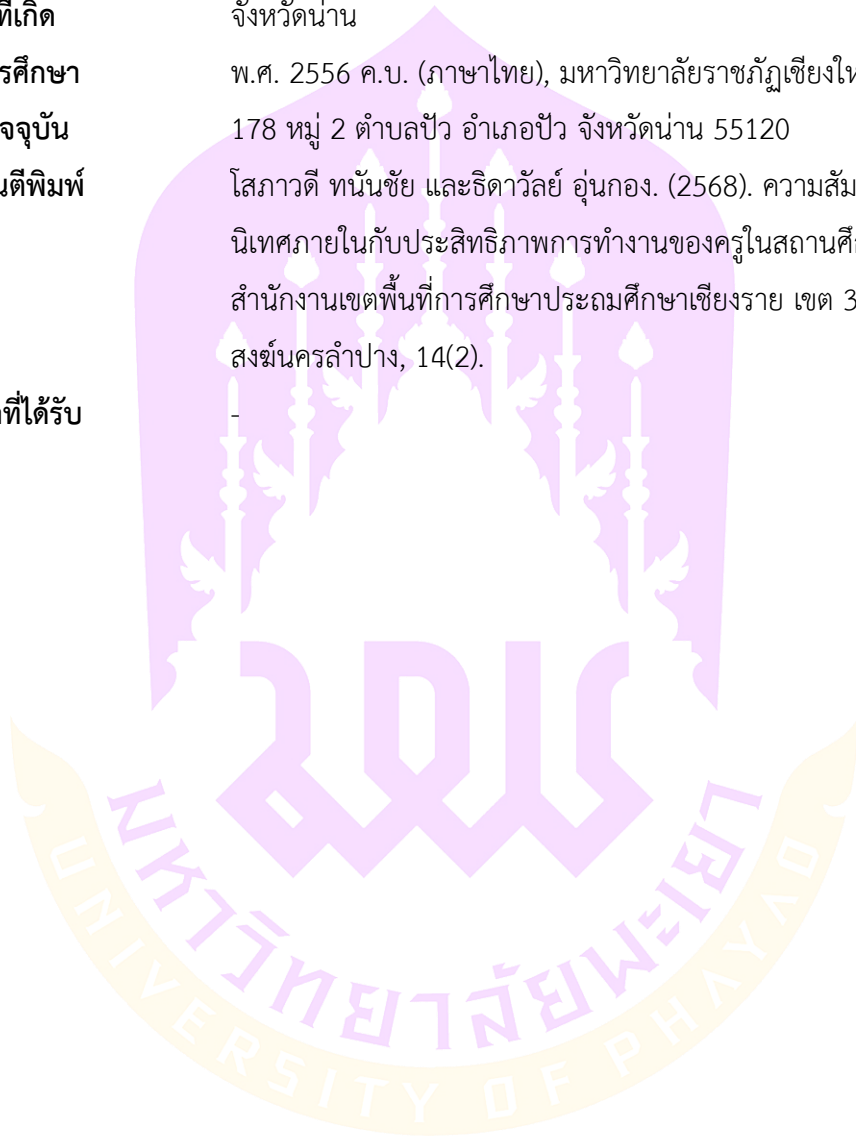 ที่เกิด จังหวัดน่าน
รศึกษา พ.ศ. 2556 ค.บ. (ภาษาไทย), มหาวิทยาลัยราชภัฏเชียงให
จจุบัน 178 หมู่ 2 ตำบลปัว อำเภอปัว จังหวัดน่าน 55120
นตีพิมพ์ โสภาวดี ทนันชัย และธิดาวัลย์ อุ่นกอง. (2568). ความสัม
นิเทศภายในกับประสิทธิภาพการทำงานของครูในสถานศึ
สำนักงานเขตพื้นที่การศึกษาประถมศึกษาเชียงราย เขต 3
สงฆ์นครลำปาง, 14(2).
ที่ได้รับ -
มพ
มหาวิทยาลัยพะเยา
UNIVERSITY OF PHAYAO